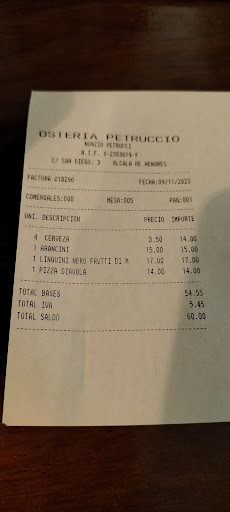 OSTERIA PETRUCCIO
NUNZIO PETRUCCI
N.I.F. X-2303019-Y
C/ SAN DIEGO, 3 ALCALA DE HENARES
FACTURA 010290 FECHA:09/11/2023
COMENSALES:000 MESA:005 PAG:001
UNI. DESCRIPCION PRECIO IMPORTE
4 CERVEZA 3.50 14.00
1 ARANCINI 15.00 15.00
1 LINGUINI NERO FRUTTI DI M 17.00 17.00
1 PIZZA DIAVOLA 14.00 14.00
TOTAL BASES 54.55
TOTAL IVA 5.45
TOTAL SALDO 60.00